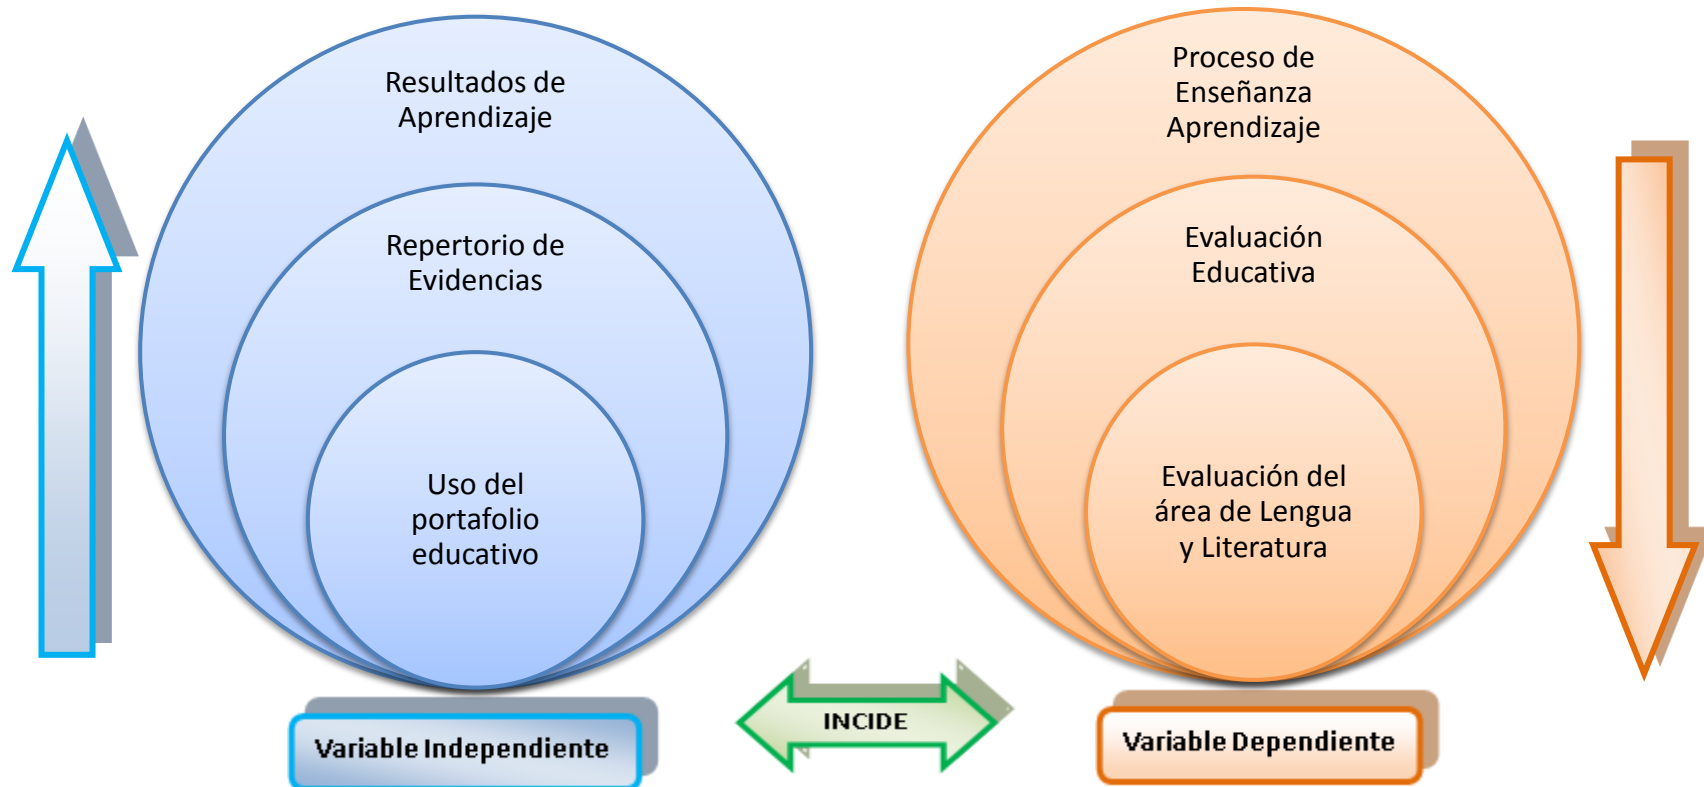 Resultados de
Aprendizaje
Repertorio de
Evidencias
Uso del
portafolio
educativo
Variable Independiente
INCIDE
Proceso de
Enseñanza
Aprendizaje
Evaluación
Educativa
Evaluación del
área de Lengua
y Literatura
Variable Dependiente